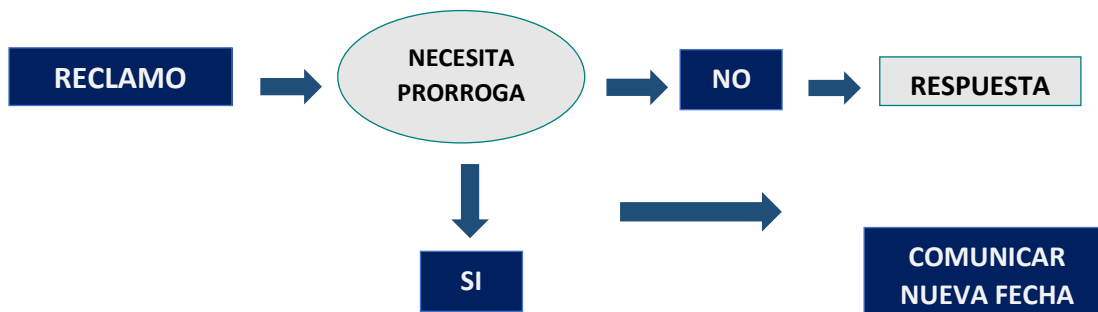 RECLAMO
NECESITA
PRORROGA
NO
RESPUESTA
SI
COMUNICAR
NUEVA FECHA